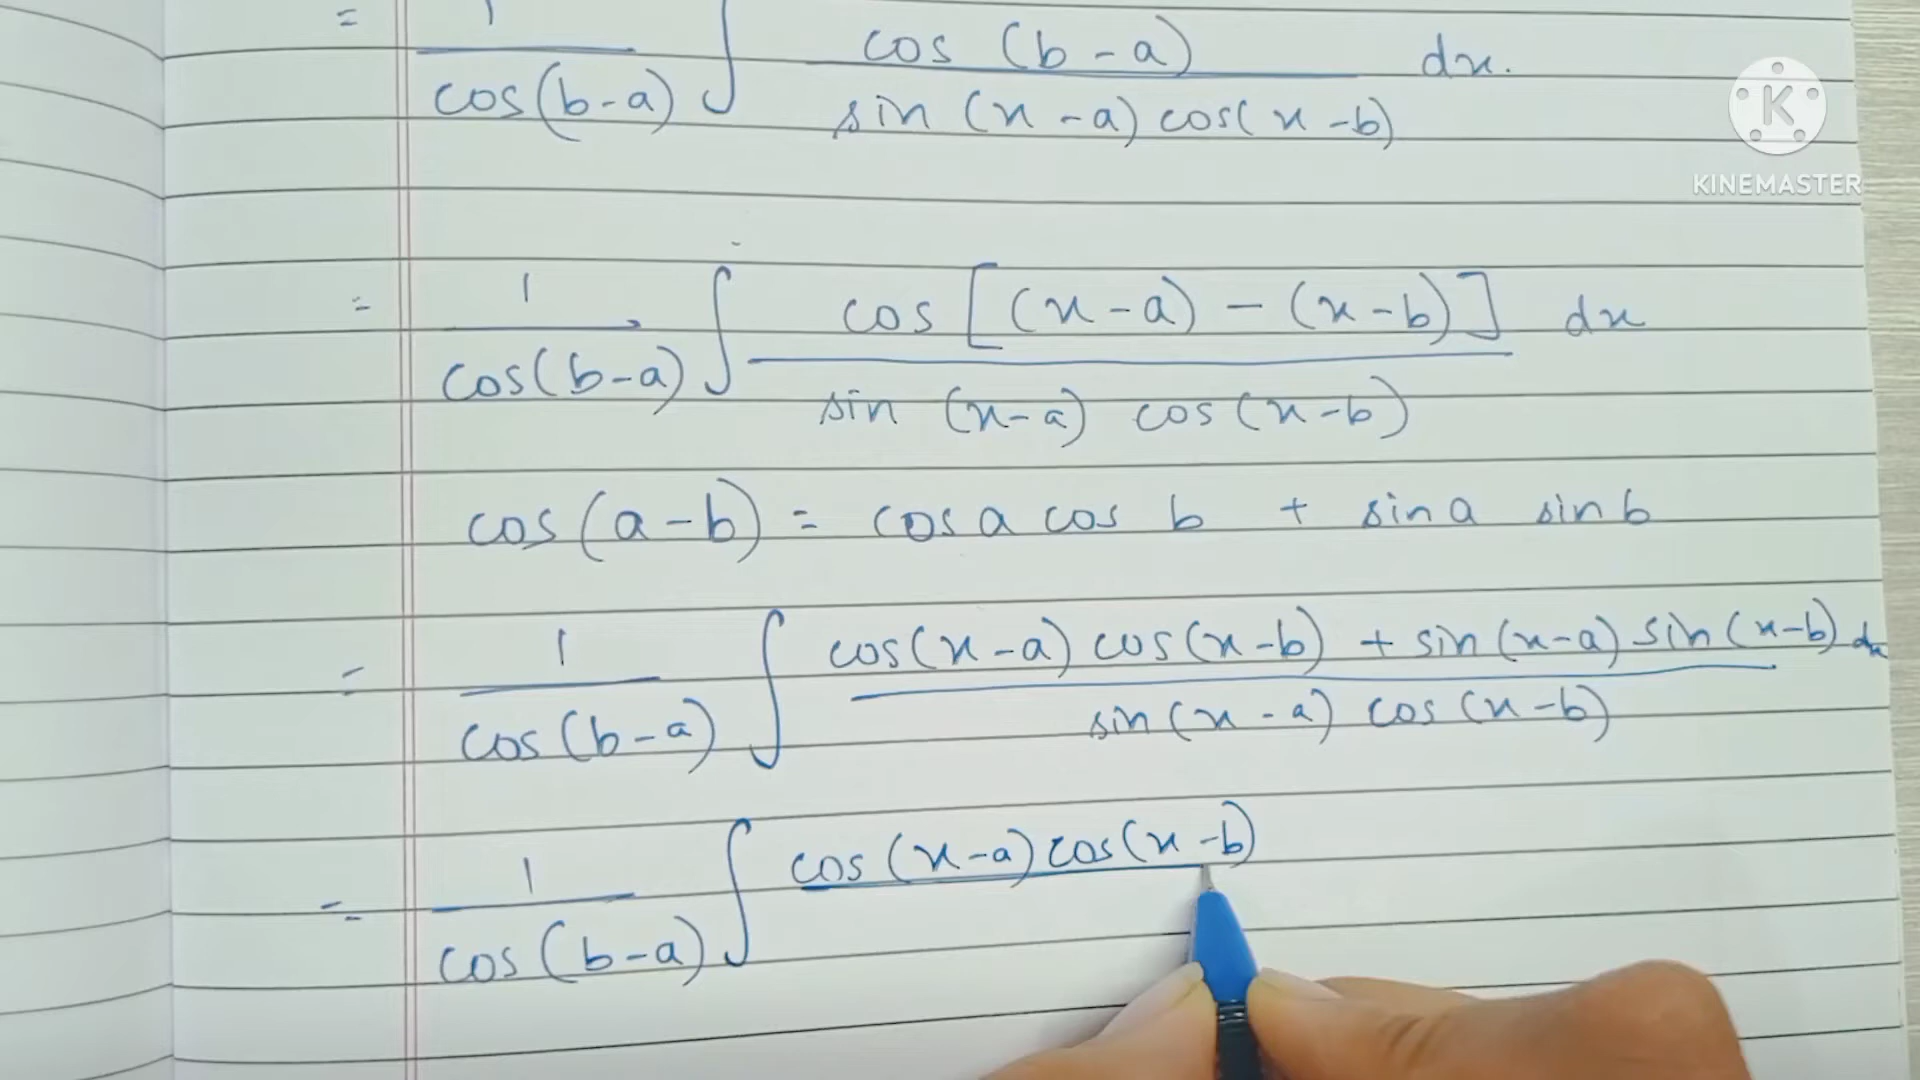 = 1/cos(b-a) ∫ cos (b-a)/sin (x-a) cos(x-b) dx.
KINEMASTER
= 1/cos(b-a) ∫ cos [(x-a) - (x-b)]/sin (x-a) cos(x-b) dx
cos(a-b) = cos a cos b + sin a sin b
= 1/cos(b-a) ∫ cos(x-a) cos(x-b) + sin(x-a) sin(x-b)/sin(x-a) cos(x-b) dx
= 1/cos(b-a) ∫ cos(x-a) cos(x-b)